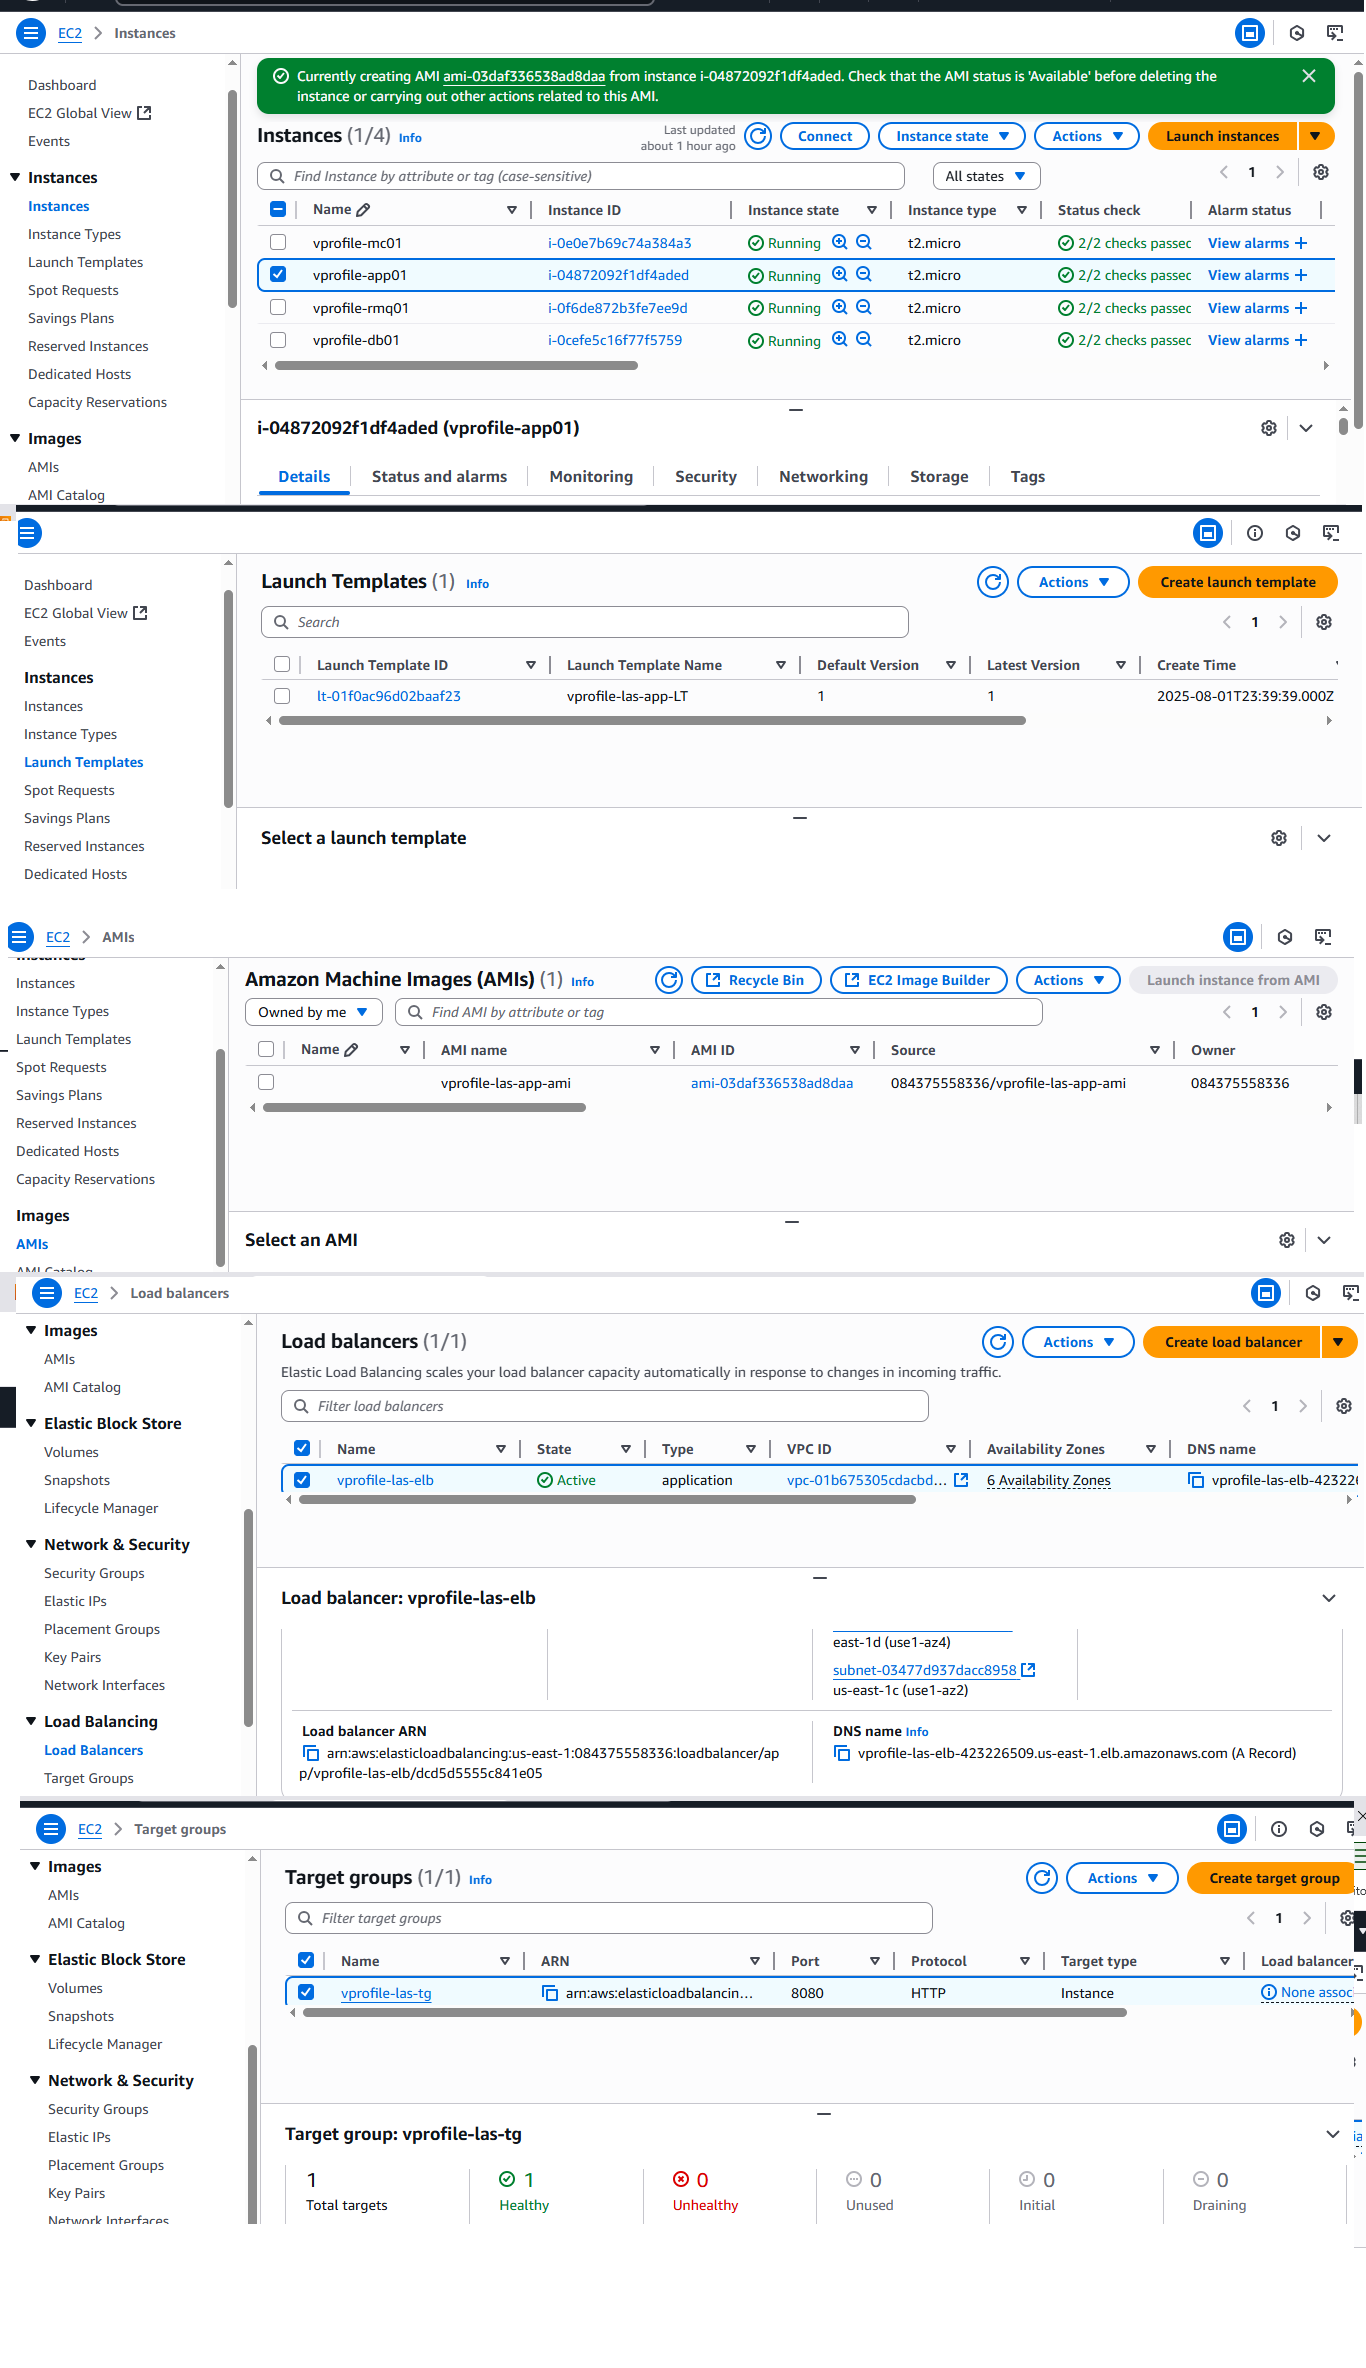 EC2 > Instances
Dashboard
EC2 Global View
Events
Instances
Instances
Instance Types
Launch Templates
Spot Requests
Savings Plans
Reserved Instances
Dedicated Hosts
Capacity Reservations
Images
AMIs
AMI Catalog
Currently creating AMI ami-03daf336538ad8daa from instance i-04872092f1df4aded. Check that the AMI status is 'Available' before deleting the
instance or carrying out other actions related to this AMI.
Instances (1/4) Info
Last updated
about 1 hour ago
Connect Instance state Actions Launch instances
Find Instance by attribute or tag (case-sensitive) All states 1
Name Instance ID Instance state Instance type Status check Alarm status
vprofile-mc01 i-0e0e7b69c74a384a3 Running t2.micro 2/2 checks passec View alarms +
vprofile-app01 i-04872092f1df4aded Running t2.micro 2/2 checks passec View alarms +
vprofile-rmq01 i-0f6de872b3fe7ee9d Running t2.micro 2/2 checks passec View alarms +
vprofile-db01 i-0cefe5c16f77f5759 Running t2.micro 2/2 checks passec View alarms +
i-04872092f1df4aded (vprofile-app01)
Details Status and alarms Monitoring Security Networking Storage Tags
Dashboard
EC2 Global View
Events
Instances
Instances
Instance Types
Launch Templates
Spot Requests
Savings Plans
Reserved Instances
Dedicated Hosts
Launch Templates (1) Info
Actions Create launch template
Search 1
Launch Template ID Launch Template Name Default Version Latest Version Create Time
lt-01f0ac96d02baaf23 vprofile-las-app-LT 1 1 2025-08-01T23:39:39.000Z
Select a launch template
EC2 > AMIs
Instances
Instances
Instance Types
Launch Templates
Spot Requests
Savings Plans
Reserved Instances
Dedicated Hosts
Capacity Reservations
Images
AMIs
AMI Catalog
Amazon Machine Images (AMIs) (1) Info
Recycle Bin EC2 Image Builder Actions Launch instance from AMI
Owned by me Find AMI by attribute or tag 1
Name AMI name AMI ID Source Owner
vprofile-las-app-ami ami-03daf336538ad8daa 084375558336/vprofile-las-app-ami 084375558336
Select an AMI
EC2 > Load balancers
Images
AMIs
AMI Catalog
Elastic Block Store
Volumes
Snapshots
Lifecycle Manager
Network & Security
Security Groups
Elastic IPs
Placement Groups
Key Pairs
Network Interfaces
Load Balancing
Load Balancers
Target Groups
Load balancers (1/1)
Actions Create load balancer
Elastic Load Balancing scales your load balancer capacity automatically in response to changes in incoming traffic.
Filter load balancers 1
Name State Type VPC ID Availability Zones DNS name
vprofile-las-elb Active application vpc-01b675305cdacbd... 6 Availability Zones vprofile-las-elb-42322
Load balancer: vprofile-las-elb
east-1d (use1-az4)
subnet-03477d937dacc8958
us-east-1c (use1-az2)
Load balancer ARN
arn:aws:elasticloadbalancing:us-east-1:084375558336:loadbalancer/ap
p/vprofile-las-elb/dcd5d5555c841e05
DNS name Info
vprofile-las-elb-423226509.us-east-1.elb.amazonaws.com (A Record)
EC2 > Target groups
Images
AMIs
AMI Catalog
Elastic Block Store
Volumes
Snapshots
Lifecycle Manager
Network & Security
Security Groups
Elastic IPs
Placement Groups
Key Pairs
Network Interfaces
Target groups (1/1) Info
Actions Create target group
Filter target groups 1
Name ARN Port Protocol Target type Load balancer
vprofile-las-tg arn:aws:elasticloadbalancin... 8080 HTTP Instance None assoc
Target group: vprofile-las-tg
1 1 0 0 0 0
Total targets Healthy Unhealthy Unused Initial Draining